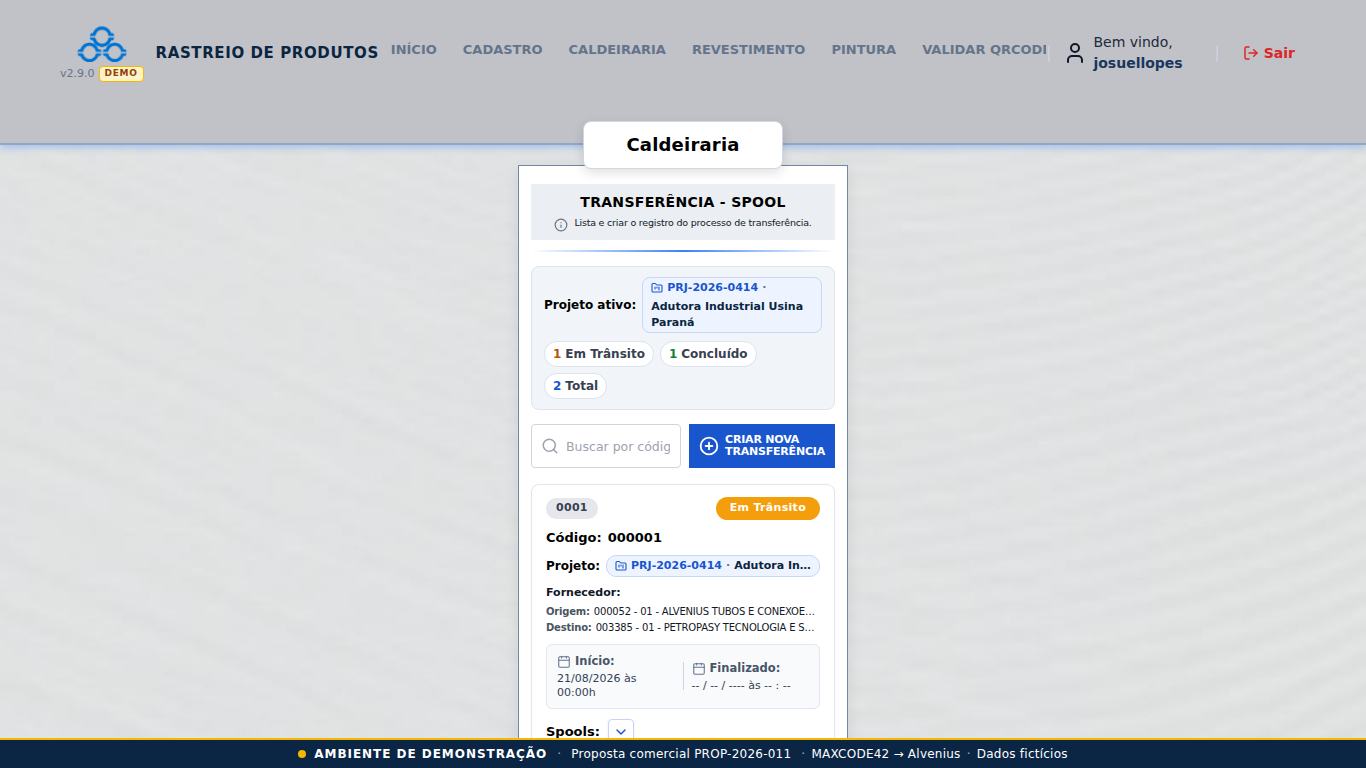 RASTREIO DE PRODUTOS
INÍCIO
CADASTRO
CALDEIRARIA
REVESTIMENTO
PINTURA
VALIDAR QRCODE
Bem vindo,
josuellopes
Sair
v2.9.0 DEMO
Caldeiraria
TRANSFERÊNCIA - SPOOL
Lista e criar o registro do processo de transferência.
Projeto ativo:
PRJ-2026-0414 ·
Adutora Industrial Usina
Paraná
1 Em Trânsito
1 Concluído
2 Total
Buscar por códig
CRIAR NOVA
TRANSFERÊNCIA
0001
Em Trânsito
Código: 000001
Projeto: PRJ-2026-0414 · Adutora In...
Fornecedor:
Origem: 000052 - 01 - ALVENIUS TUBOS E CONEXOE...
Destino: 003385 - 01 - PETROPASY TECNOLOGIA E S...
Início:
21/08/2026 às
00:00h
Finalizado:
-- / -- / ---- às -- : --
Spools:
AMBIENTE DE DEMONSTRAÇÃO · Proposta comercial PROP-2026-011 · MAXCODE42 → Alvenius · Dados fictícios